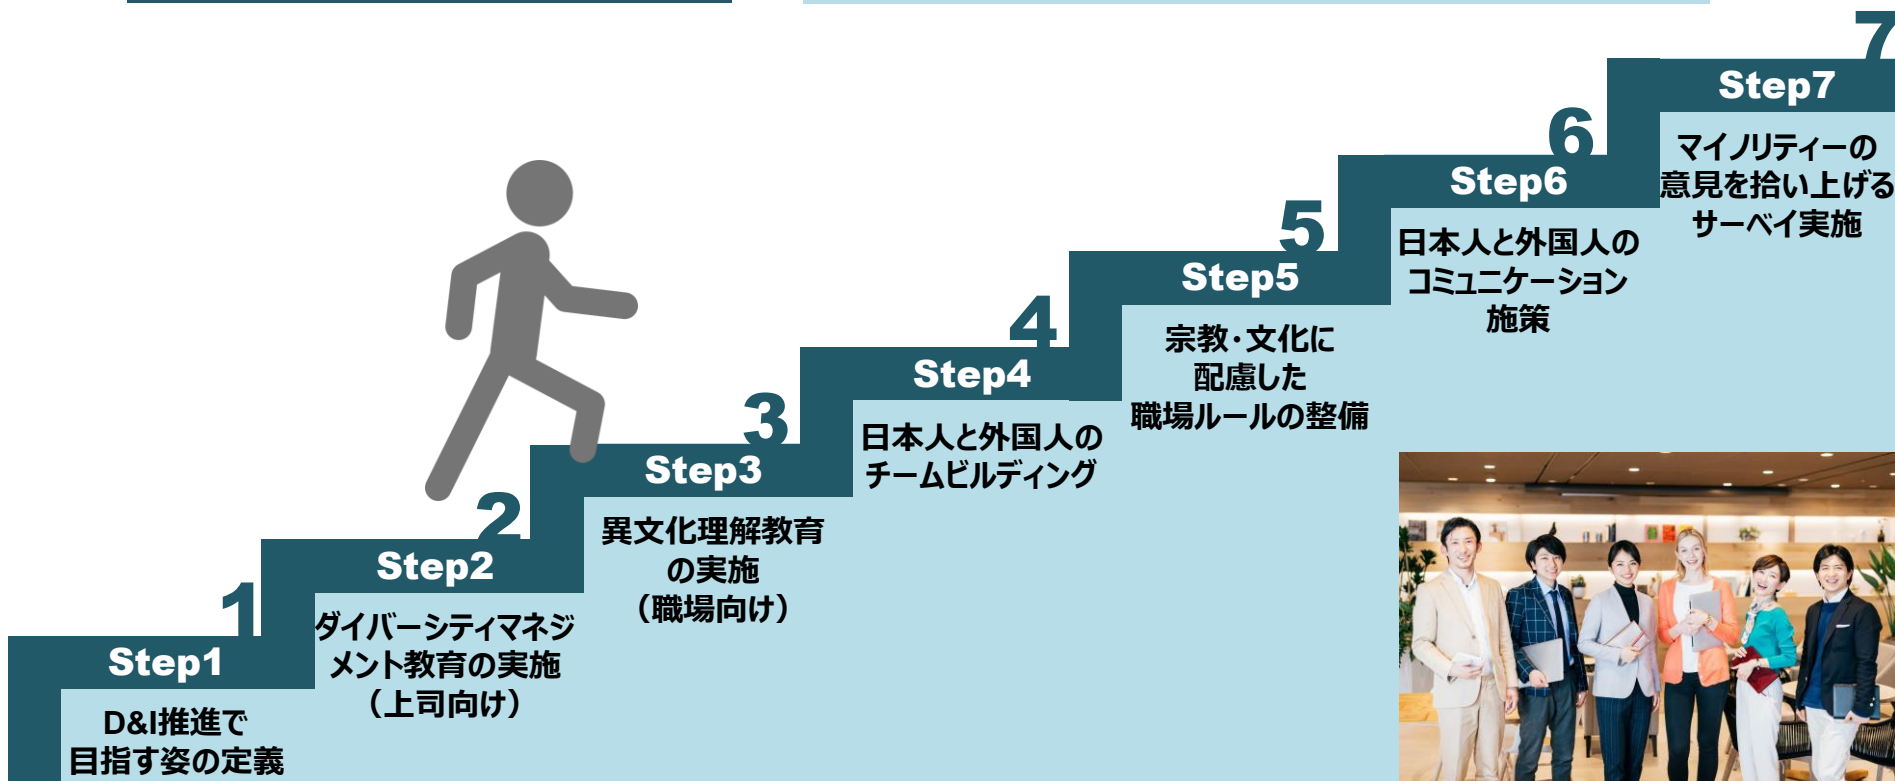 1
Step1
D&I推進で
目指す姿の定義
2
Step2
ダイバーシティマネジ
メント教育の実施
（上司向け）
3
Step3
異文化理解教育
の実施
（職場向け）
4
Step4
日本人と外国人の
チームビルディング
5
Step5
宗教・文化に
配慮した
職場ルールの整備
6
Step6
日本人と外国人の
コミュニケーション
施策
7
Step7
マイノリティーの
意見を拾い上げる
サーベイ実施